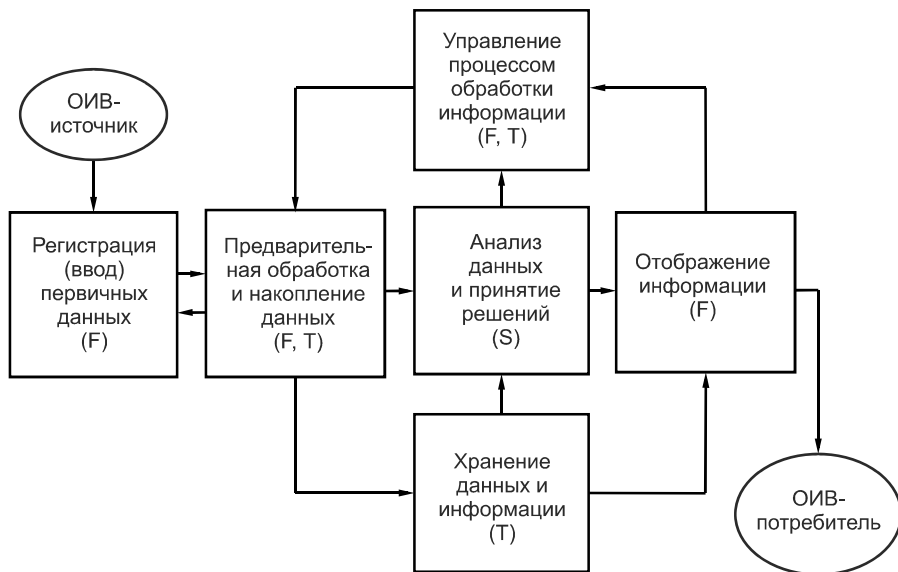 Управление
процессом
обработки
информации
(F, T)
ОИВ-
источник
Регистрация
(ввод)
первичных
данных
(F)
Предваритель-
ная обработка
и накопление
данных
(F, T)
Анализ
данных
и принятие
решений
(S)
Отображение
информации
(F)
Хранение
данных и
информации
(T)
ОИВ-
потребитель